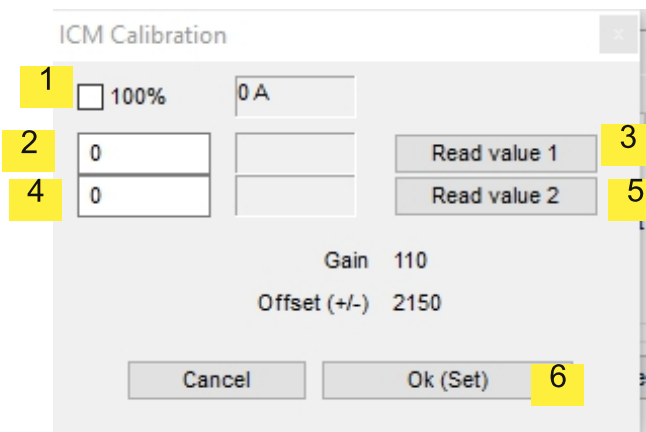 ICM Calibration
x
1 100% 0 A
2 0 Read value 1 3
4 0 Read value 2 5
Gain 110
Offset (+/-) 2150
Cancel Ok (Set) 6